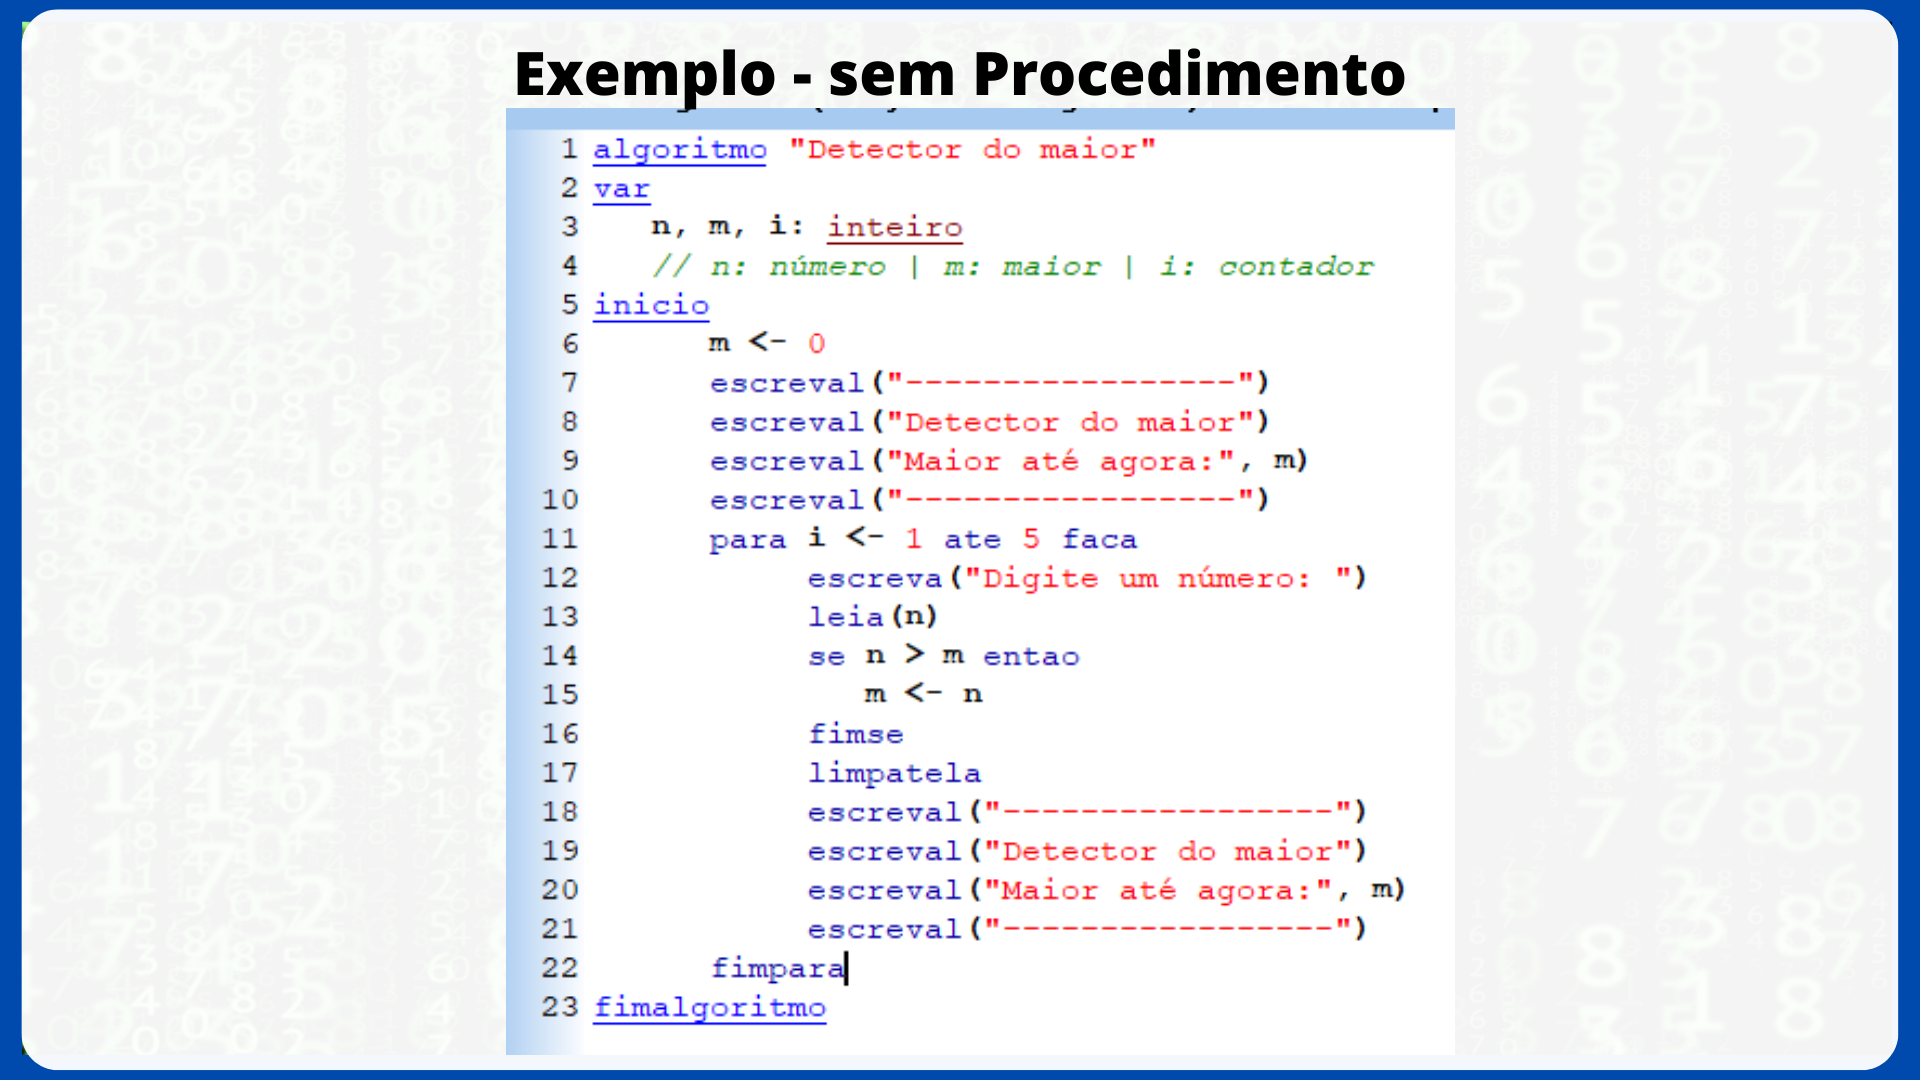 Exemplo - sem Procedimento
1 algoritmo "Detector do maior"
2 var
3 n, m, i: inteiro
4 // n: número | m: maior | i: contador
5 inicio
6 m <- 0
7 escreval("-----------------")
8 escreval("Detector do maior")
9 escreval("Maior até agora:", m)
10 escreval("-----------------")
11 para i <- 1 ate 5 faca
12 escreva("Digite um número: ")
13 leia(n)
14 se n > m entao
15 m <- n
16 fimse
17 limpatela
18 escreval("-----------------")
19 escreval("Detector do maior")
20 escreval("Maior até agora:", m)
21 escreval("-----------------")
22 fimpara
23 fimalgoritmo